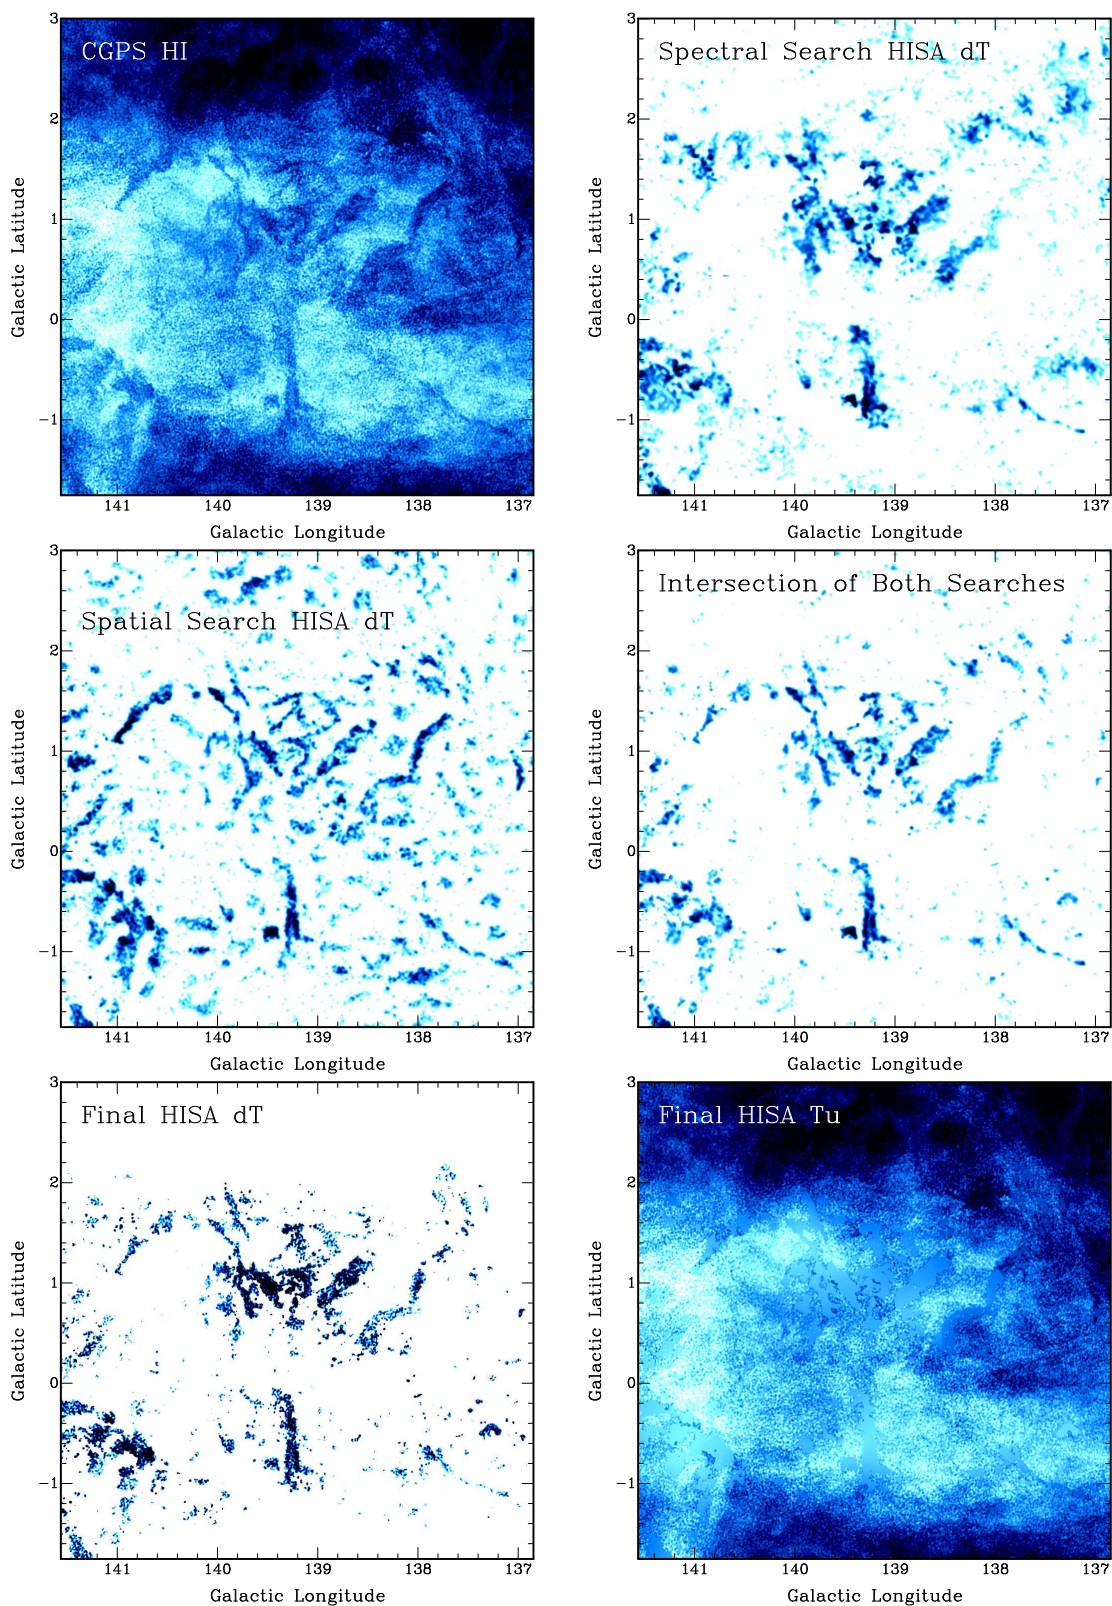 CGPS HI
3
2
1
0
−1
Galactic Latitude
141 140 139 138 137
Galactic Longitude
Spectral Search HISA dT
3
2
1
0
−1
Galactic Latitude
141 140 139 138 137
Galactic Longitude
Spatial Search HISA dT
3
2
1
0
−1
Galactic Latitude
141 140 139 138 137
Galactic Longitude
Intersection of Both Searches
3
2
1
0
−1
Galactic Latitude
141 140 139 138 137
Galactic Longitude
Final HISA dT
3
2
1
0
−1
Galactic Latitude
141 140 139 138 137
Galactic Longitude
Final HISA Tu
3
2
1
0
−1
Galactic Latitude
141 140 139 138 137
Galactic Longitude